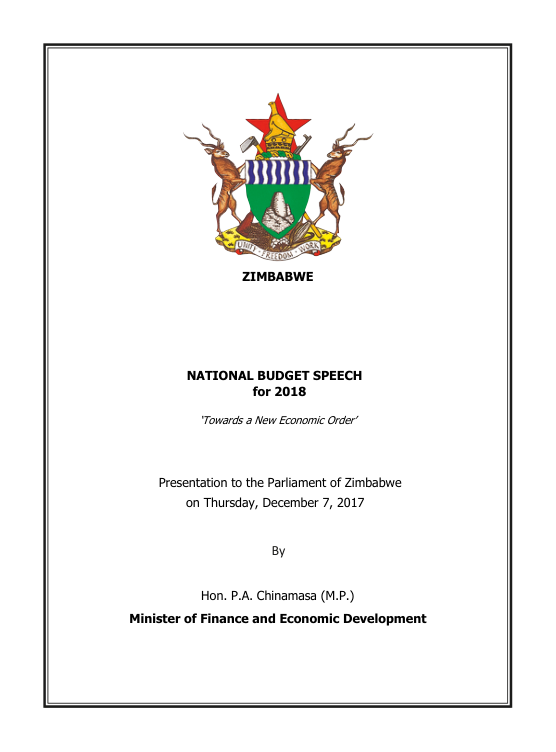 UNITY · FREEDOM · WORK
ZIMBABWE
NATIONAL BUDGET SPEECH
for 2018
‘Towards a New Economic Order’
Presentation to the Parliament of Zimbabwe
on Thursday, December 7, 2017
By
Hon. P.A. Chinamasa (M.P.)
Minister of Finance and Economic Development